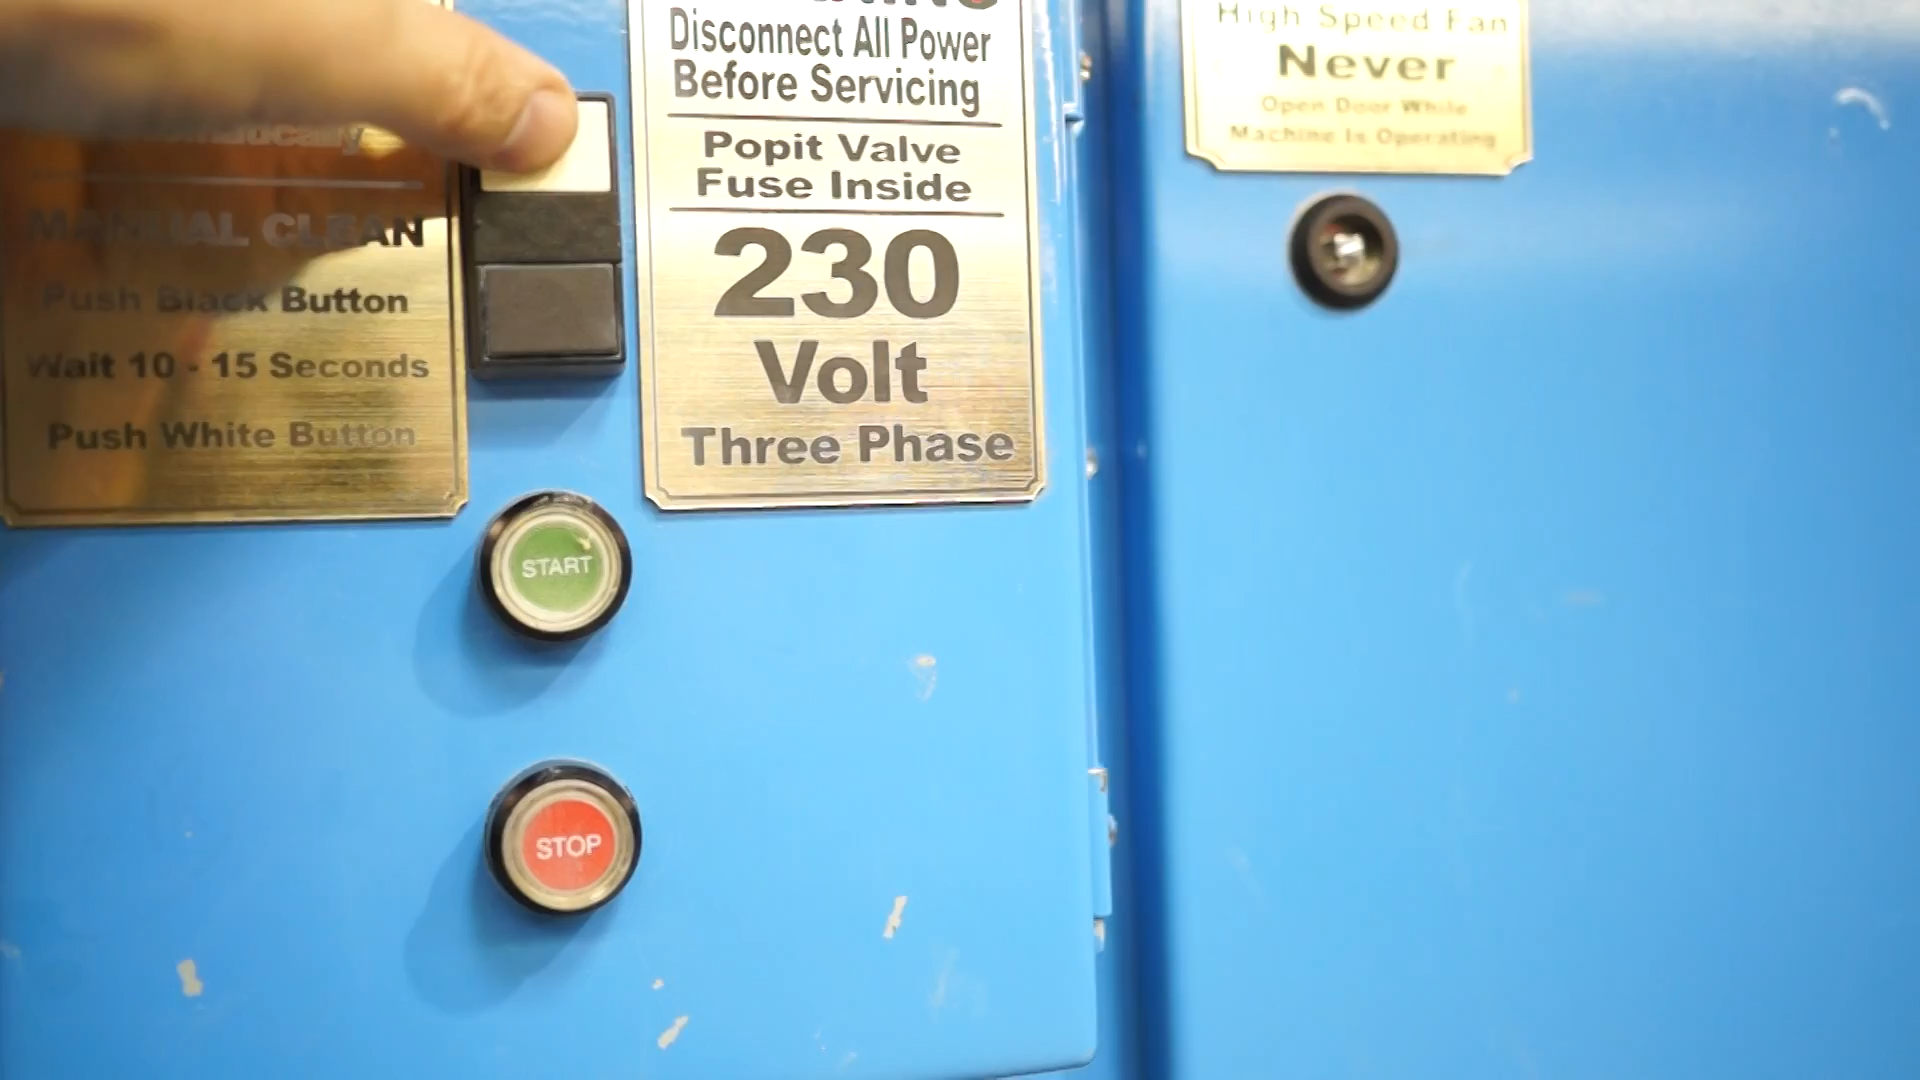 MANUAL CLEAN
Push Black Button
Wait 10 - 15 Seconds
Push White Button
Disconnect All Power
Before Servicing
Popit Valve
Fuse Inside
230
Volt
Three Phase
High Speed Fan
Never
Open Door While
Machine Is Operating
START
STOP